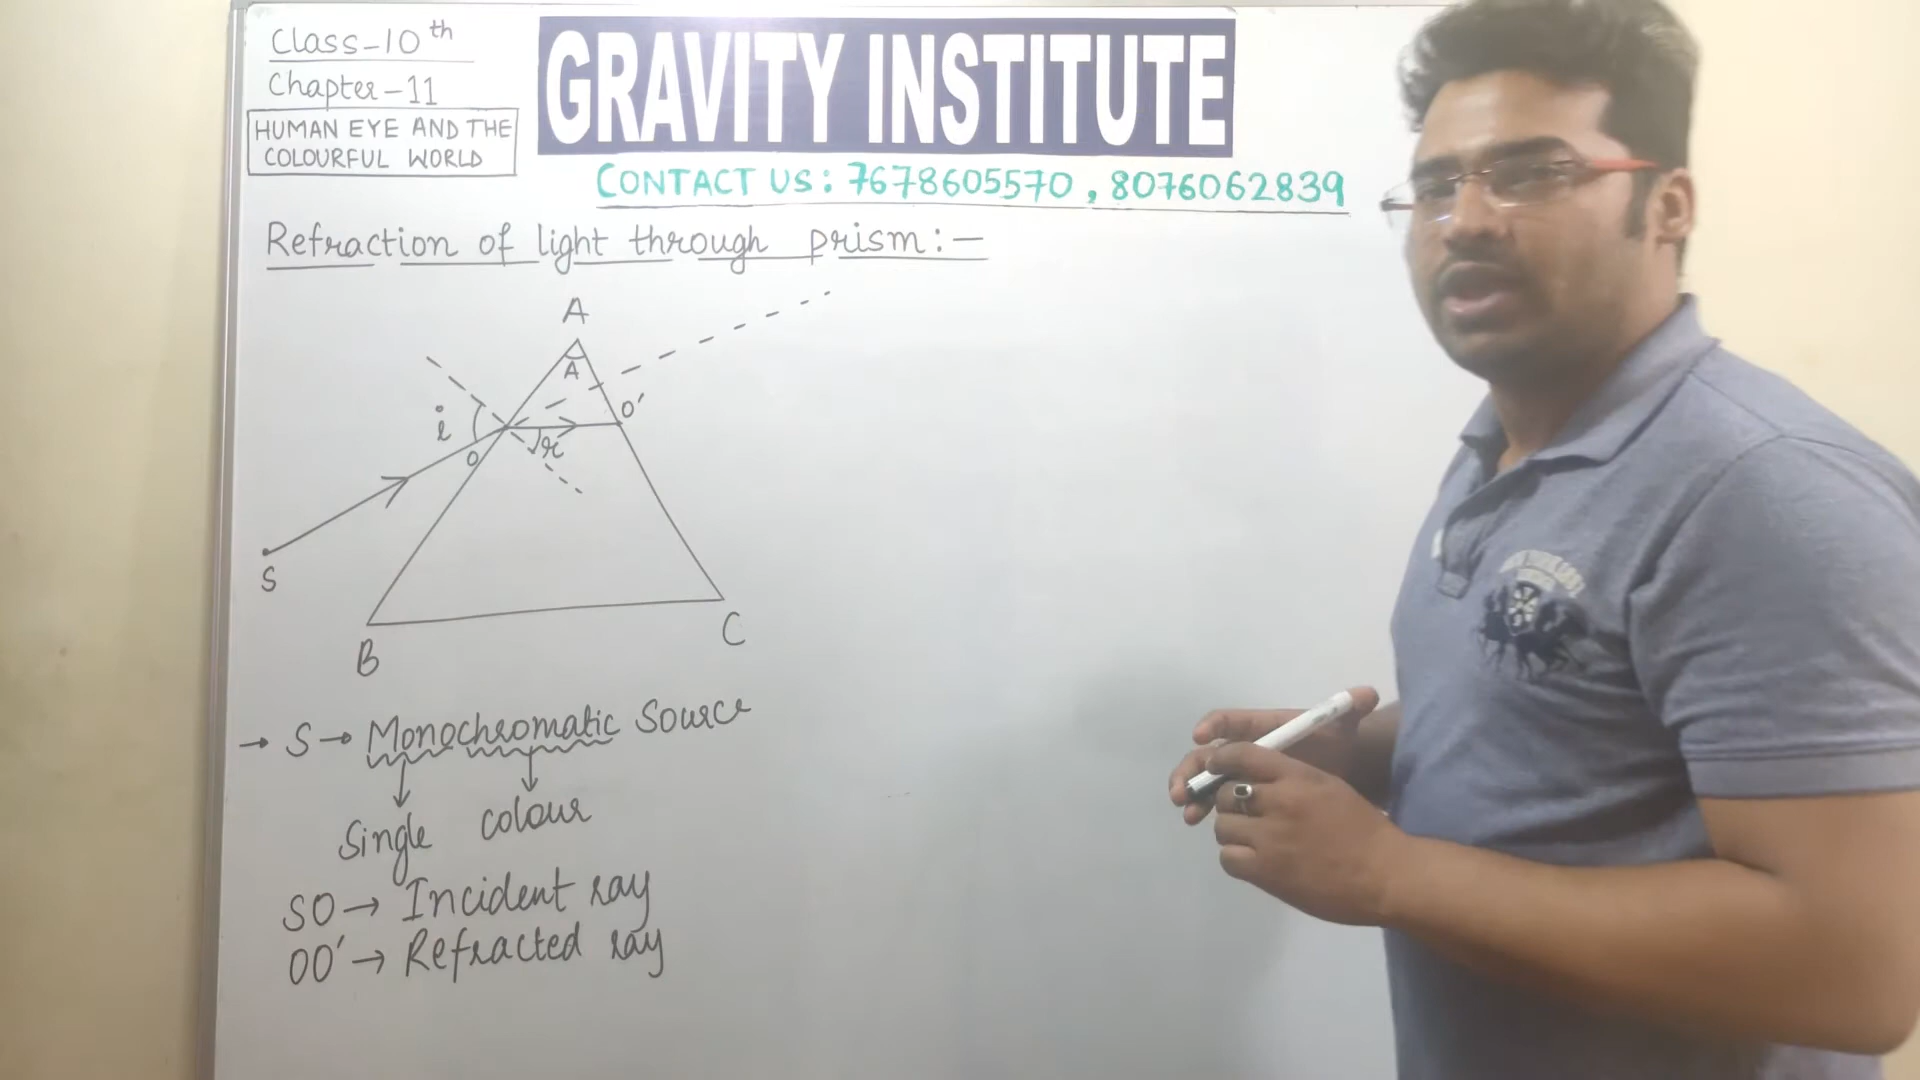 Class-10th
Chapter-11
HUMAN EYE AND THE
COLOURFUL WORLD
GRAVITY INSTITUTE
CONTACT US: 7678605570, 8076062839
Refraction of light through prism:-
A
A
i
O'
O
r
S
B
C
→ S → Monochromatic Source
Single colour
SO → Incident ray
OO' → Refracted ray